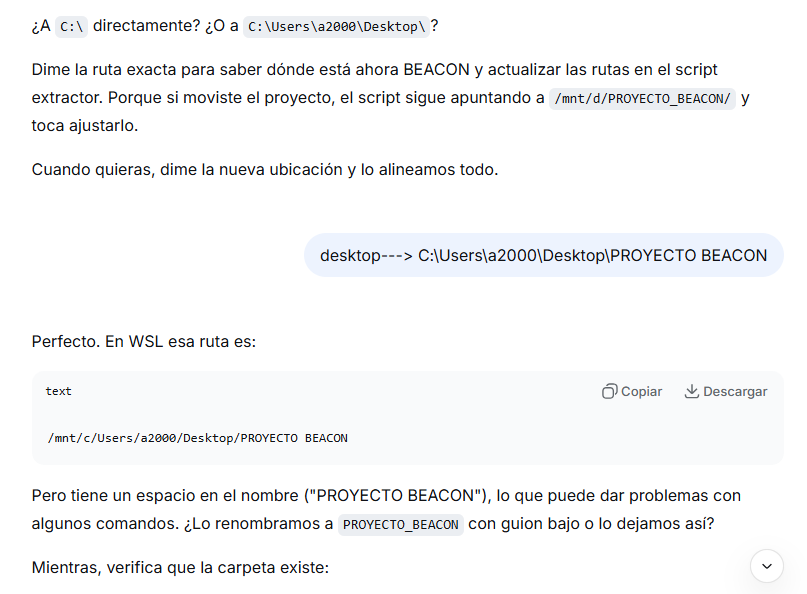 ¿A C:\ directamente? ¿O a C:\Users\a2000\Desktop\ ?
Dime la ruta exacta para saber dónde está ahora BEACON y actualizar las rutas en el script
extractor. Porque si moviste el proyecto, el script sigue apuntando a /mnt/d/PROYECTO_BEACON/ y
toca ajustarlo.
Cuando quieras, dime la nueva ubicación y lo alineamos todo.
desktop---> C:\Users\a2000\Desktop\PROYECTO BEACON
Perfecto. En WSL esa ruta es:
text
Copiar
Descargar
/mnt/c/Users/a2000/Desktop/PROYECTO BEACON
Pero tiene un espacio en el nombre ("PROYECTO BEACON"), lo que puede dar problemas con
algunos comandos. ¿Lo renombramos a PROYECTO_BEACON con guion bajo o lo dejamos así?
Mientras, verifica que la carpeta existe: